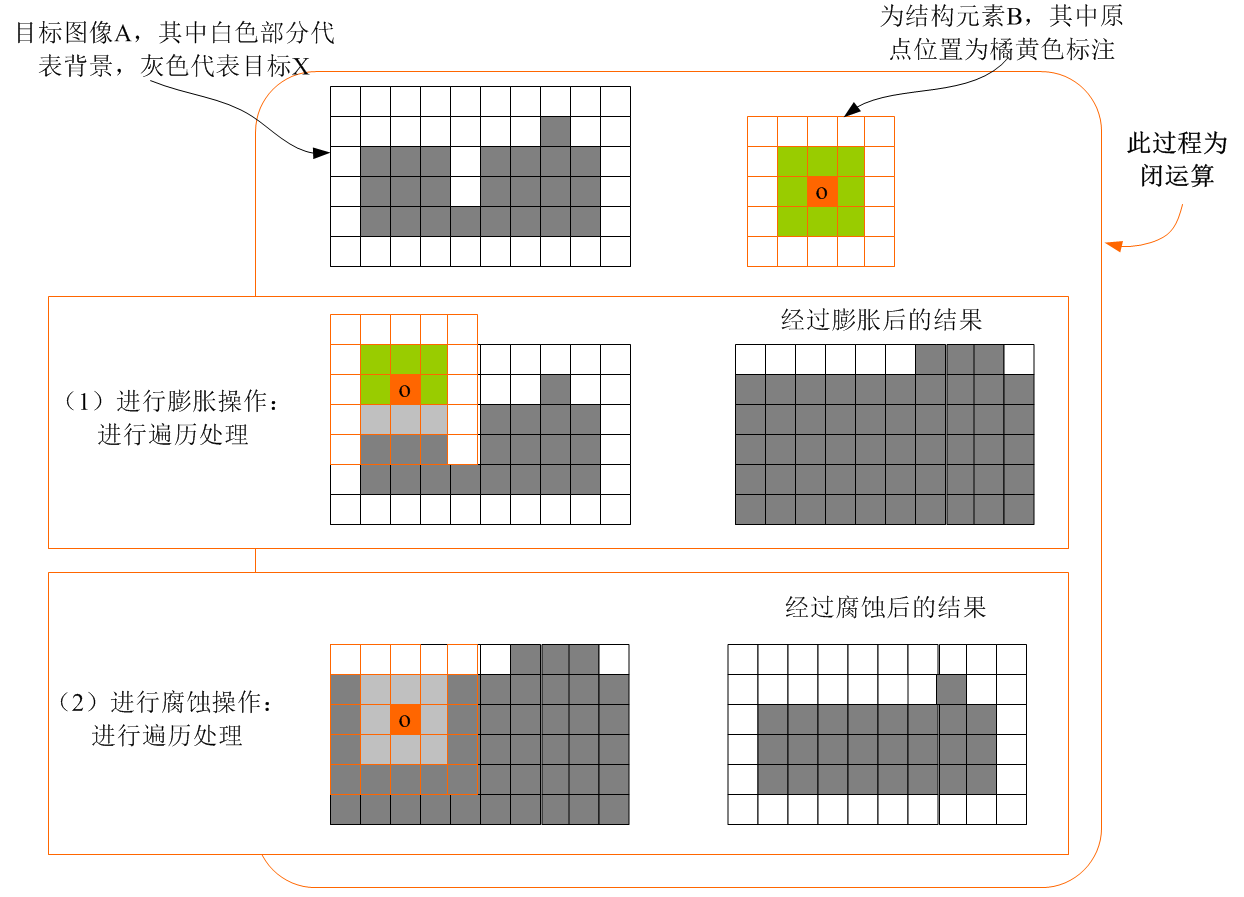 目标图像A，其中白色部分代
表背景，灰色代表目标X
为结构元素B，其中原
点位置为橘黄色标注
此过程为
闭运算
o
经过膨胀后的结果
（1）进行膨胀操作：
进行遍历处理
o
经过腐蚀后的结果
（2）进行腐蚀操作：
进行遍历处理
o